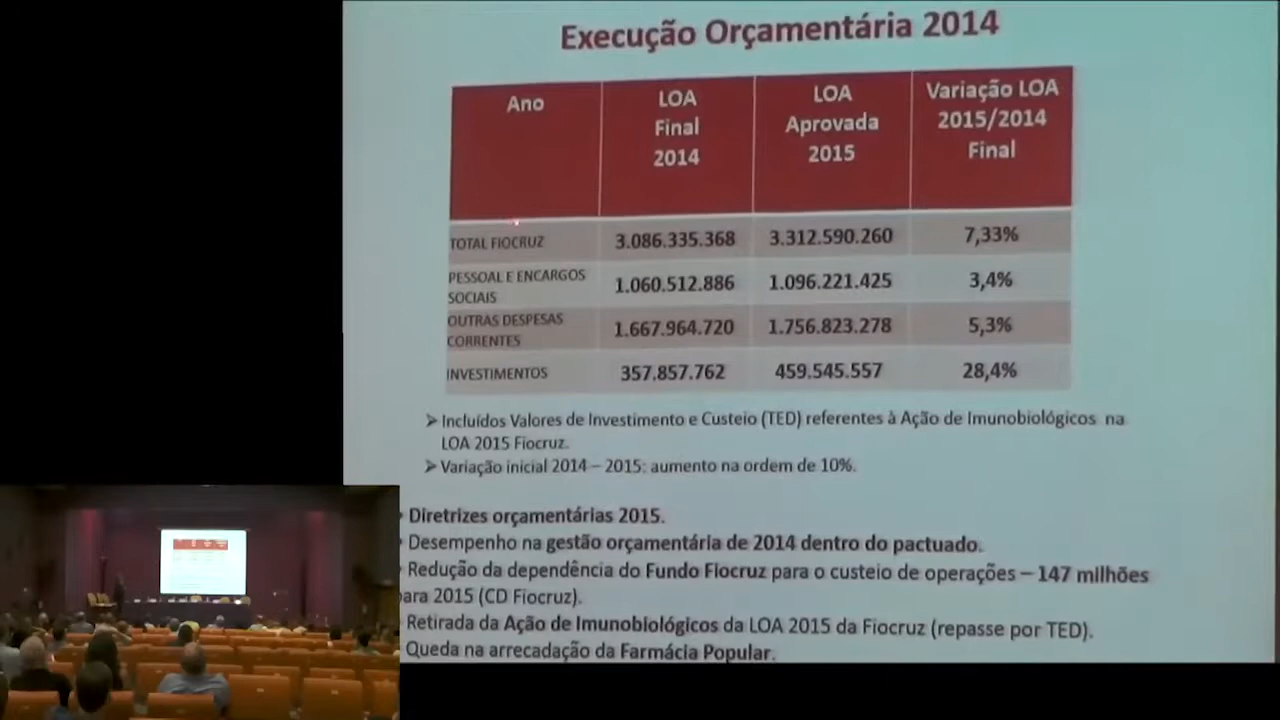 Execução Orçamentária 2014
Ano
LOA
Final
2014
LOA
Aprovada
2015
Variação LOA
2015/2014
Final
TOTAL FIOCRUZ 3.086.335.368 3.312.590.260 7,33%
PESSOAL E ENCARGOS
SOCIAIS
1.060.512.886 1.096.221.425 3,4%
OUTRAS DESPESAS
CORRENTES
1.667.964.720 1.756.823.278 5,3%
INVESTIMENTOS 357.857.762 459.545.557 28,4%
➢ Incluídos Valores de Investimento e Custeio (TED) referentes à Ação de Imunobiológicos na
LOA 2015 Fiocruz.
➢ Variação inicial 2014 – 2015: aumento na ordem de 10%.
Diretrizes orçamentárias 2015.
Desempenho na gestão orçamentária de 2014 dentro do pactuado.
Redução da dependência do Fundo Fiocruz para o custeio de operações – 147 milhões
para 2015 (CD Fiocruz).
Retirada da Ação de Imunobiológicos da LOA 2015 da Fiocruz (repasse por TED).
Queda na arrecadação da Farmácia Popular.